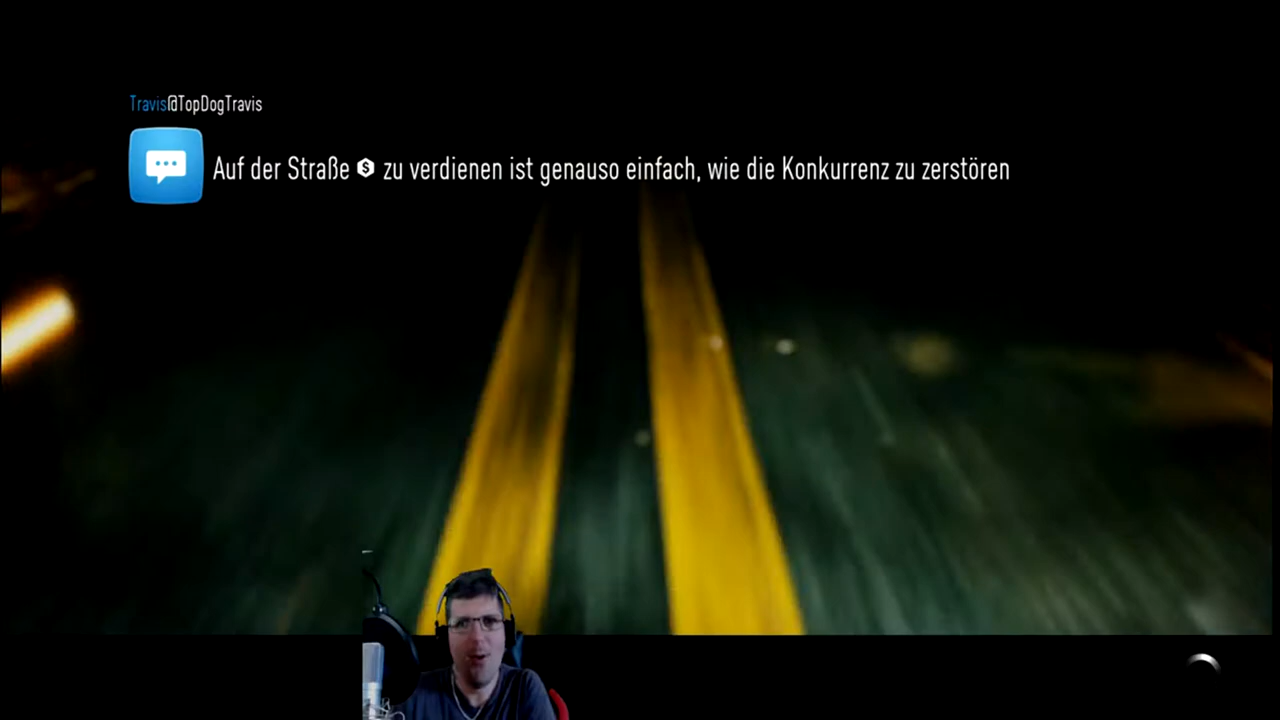 Travis@TopDogTravis
Auf der Straße $ zu verdienen ist genauso einfach, wie die Konkurrenz zu zerstören